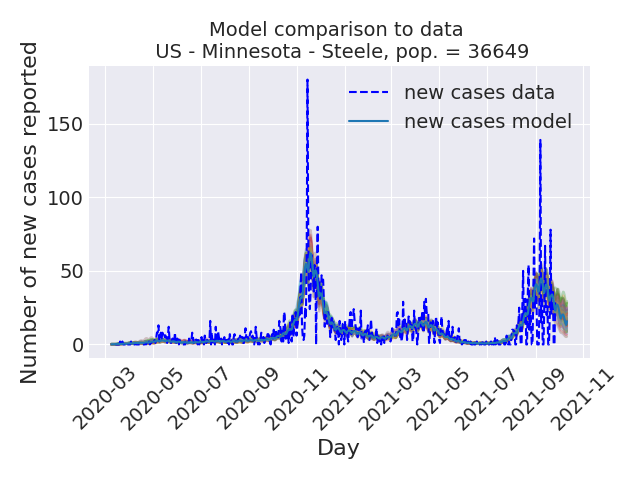 Model comparison to data
US - Minnesota - Steele, pop. = 36649
Number of new cases reported
150
100
50
0
new cases data
new cases model
2020-03
2020-05
2020-07
2020-09
2020-11
2021-01
2021-03
2021-05
2021-07
2021-09
2021-11
Day